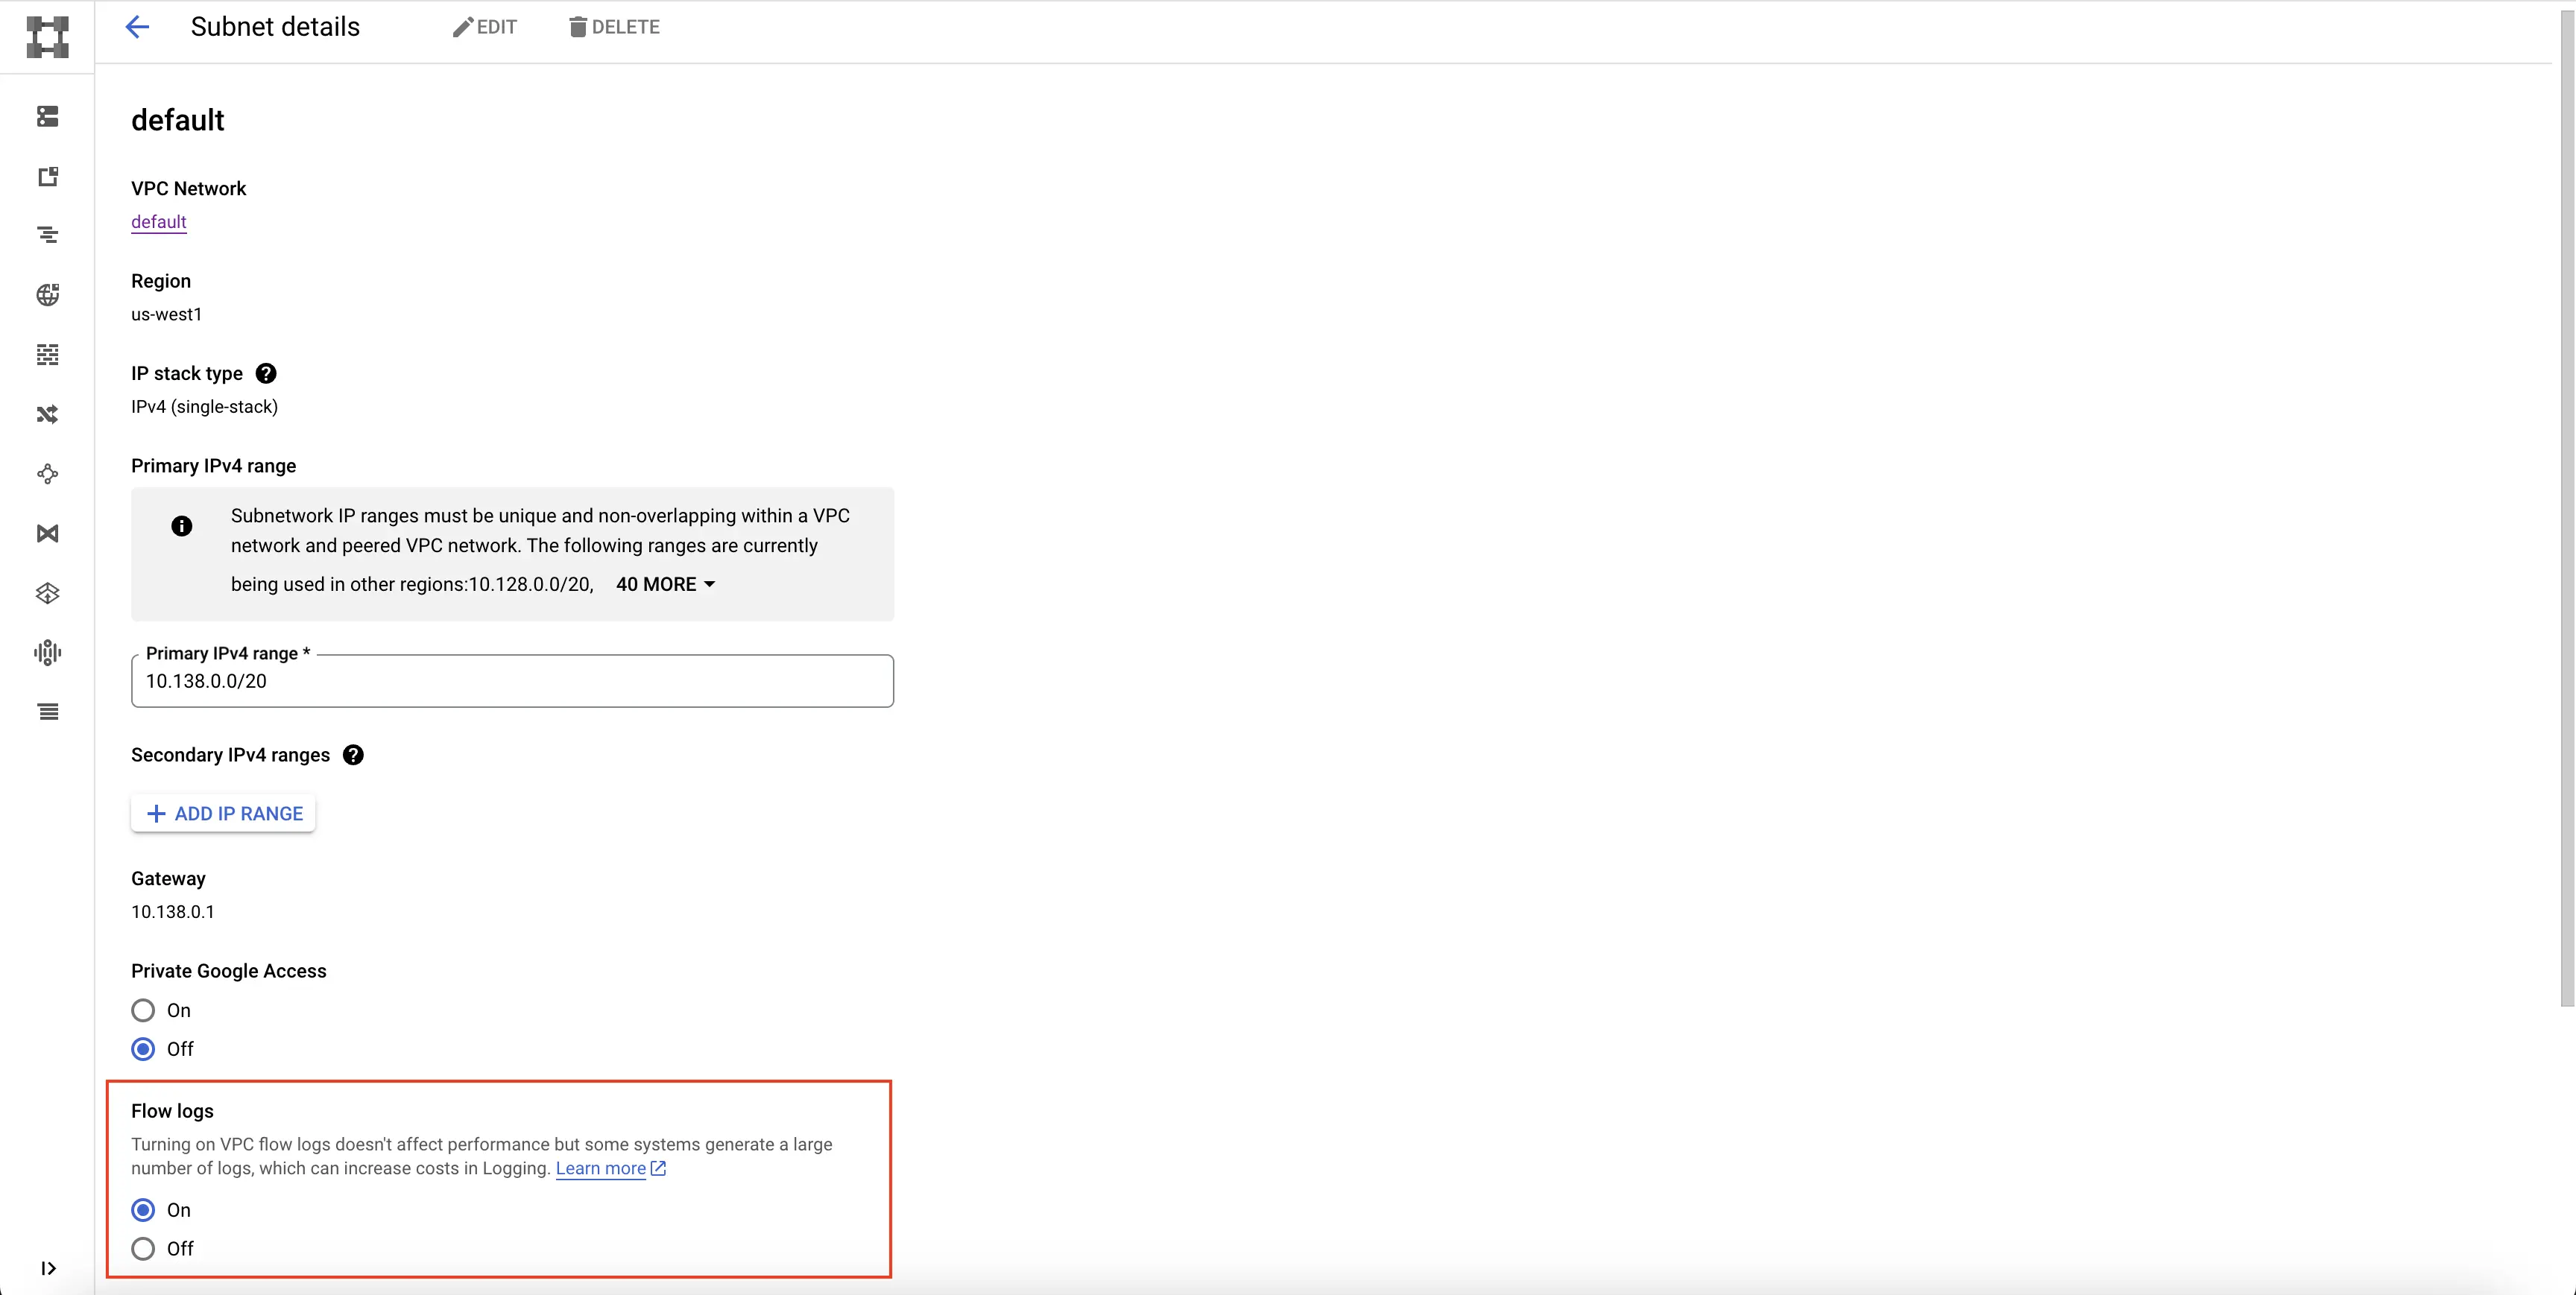 Subnet details
EDIT
DELETE
default
VPC Network
default
Region
us-west1
IP stack type
IPv4 (single-stack)
Primary IPv4 range
Subnetwork IP ranges must be unique and non-overlapping within a VPC
network and peered VPC network. The following ranges are currently
being used in other regions:10.128.0.0/20, 40 MORE
Primary IPv4 range *
10.138.0.0/20
Secondary IPv4 ranges
ADD IP RANGE
Gateway
10.138.0.1
Private Google Access
On
Off
Flow logs
Turning on VPC flow logs doesn't affect performance but some systems generate a large
number of logs, which can increase costs in Logging. Learn more
On
Off